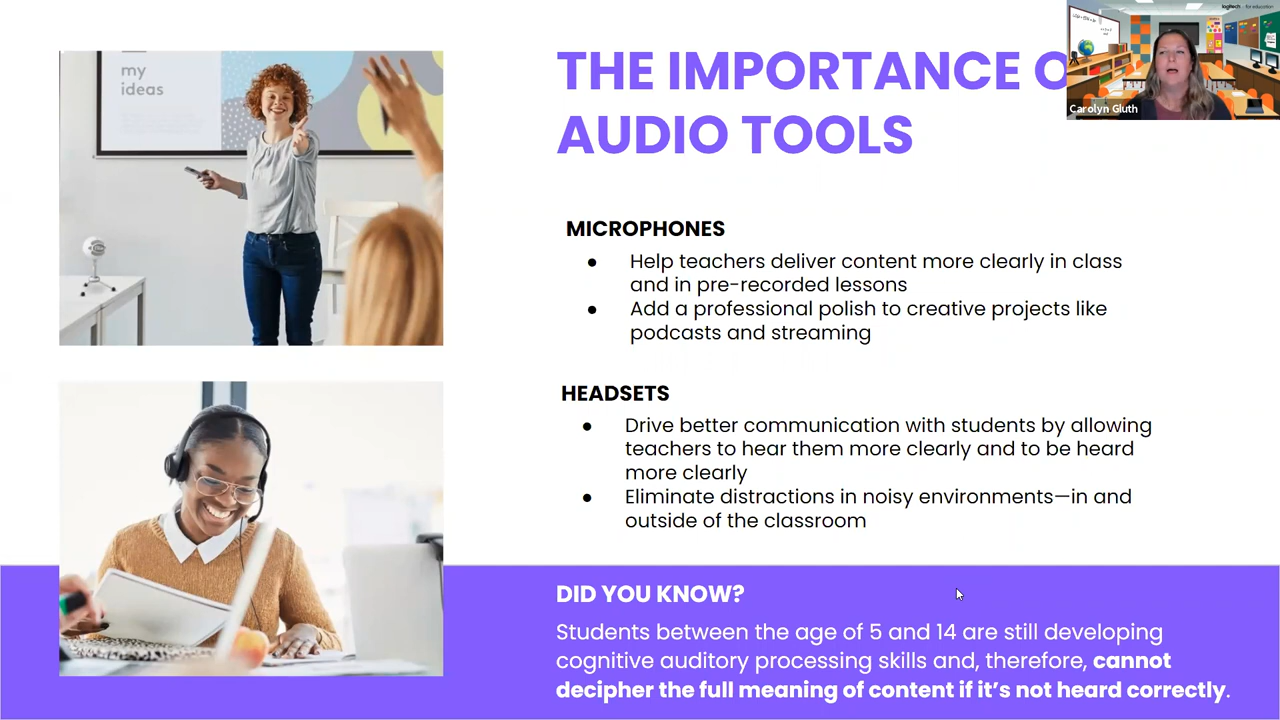 my
ideas
THE IMPORTANCE O
AUDIO TOOLS
logitech for education
Carolyn Gluth
MICROPHONES
● Help teachers deliver content more clearly in class
and in pre-recorded lessons
● Add a professional polish to creative projects like
podcasts and streaming
HEADSETS
● Drive better communication with students by allowing
teachers to hear them more clearly and to be heard
more clearly
● Eliminate distractions in noisy environments—in and
outside of the classroom
DID YOU KNOW?
Students between the age of 5 and 14 are still developing
cognitive auditory processing skills and, therefore, cannot
decipher the full meaning of content if it’s not heard correctly.